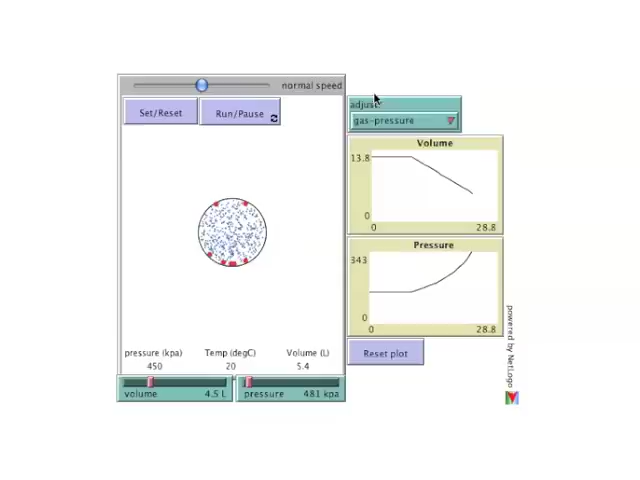 normal speed
Set/Reset
Run/Pause
adjust
gas-pressure
Volume
13.8
0
0
28.8
Pressure
343
0
0
28.8
Reset plot
pressure (kpa)
Temp (degC)
Volume (L)
450
20
5.4
volume
4.5 L
pressure
481 kpa
powered by NetLogo